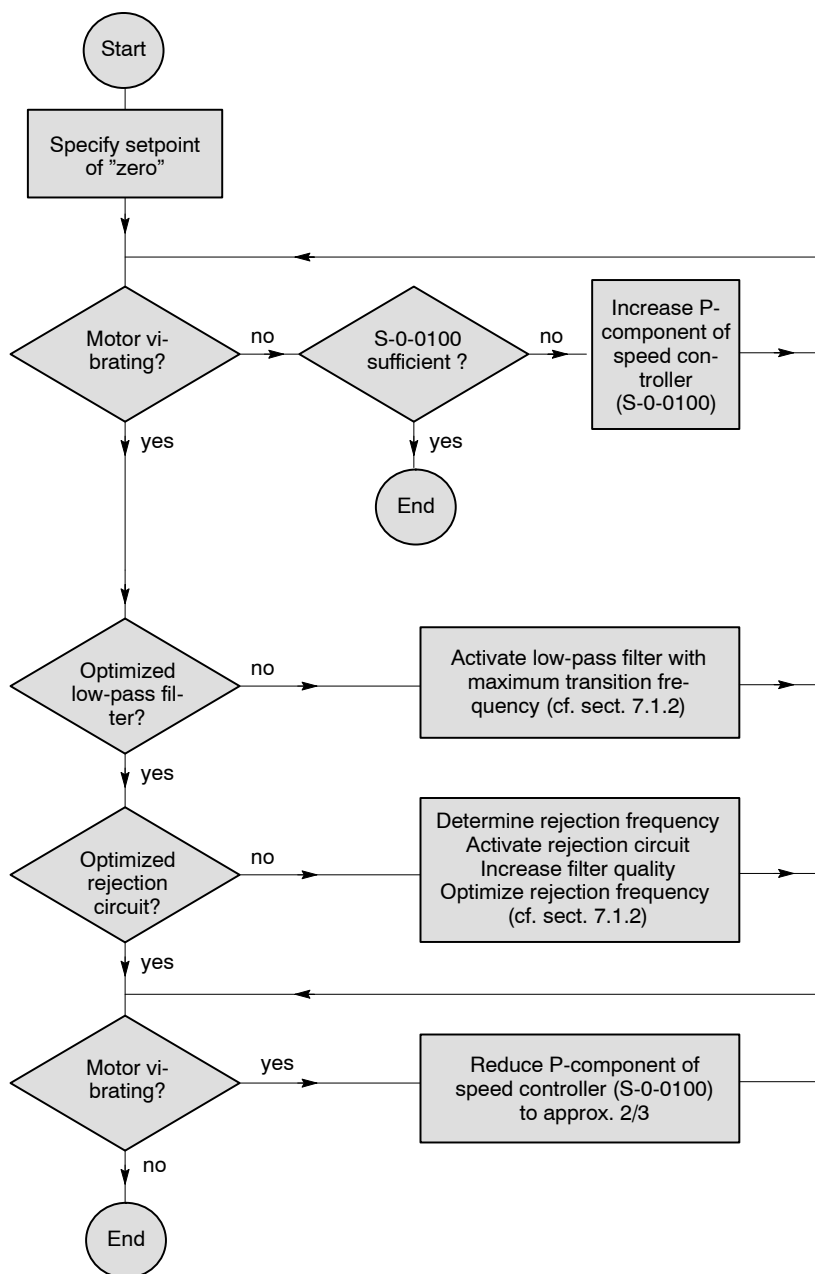 Start
Specify setpoint
of ”zero”
Motor vi-
brating?
no
S-0-0100
sufficient ?
no
Increase P-
component of
speed con-
troller
(S-0-0100)
yes
yes
End
Optimized
low-pass fil-
ter?
no
Activate low-pass filter with
maximum transition fre-
quency (cf. sect. 7.1.2)
yes
Optimized
rejection
circuit?
no
Determine rejection frequency
Activate rejection circuit
Increase filter quality
Optimize rejection frequency
(cf. sect. 7.1.2)
yes
Motor vi-
brating?
yes
Reduce P-component of
speed controller (S-0-0100)
to approx. 2/3
no
End